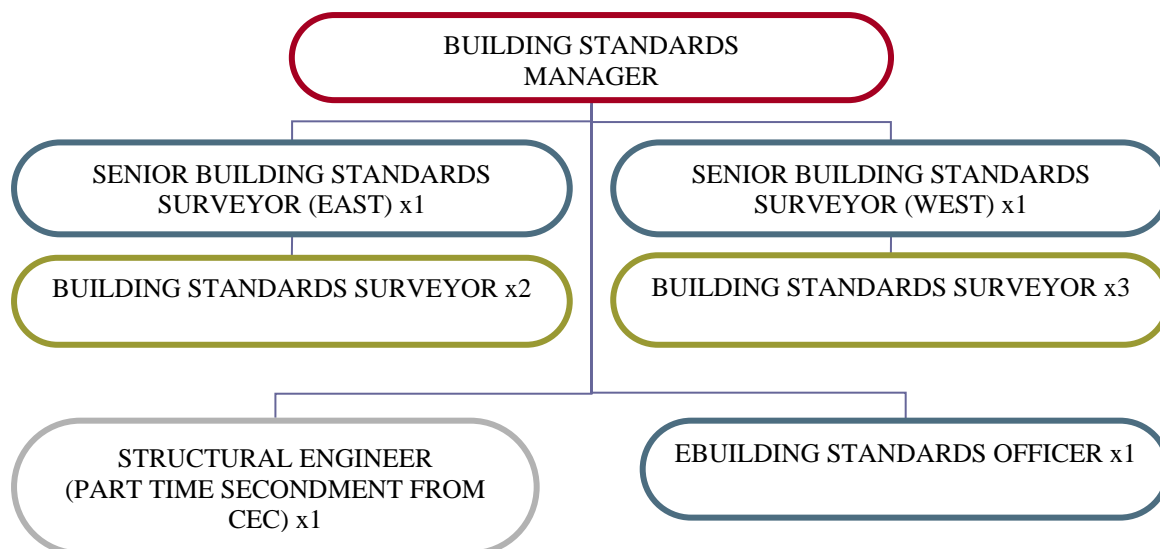 BUILDING STANDARDS
MANAGER
SENIOR BUILDING STANDARDS
SURVEYOR (EAST) x1
SENIOR BUILDING STANDARDS
SURVEYOR (WEST) x1
BUILDING STANDARDS SURVEYOR x2
BUILDING STANDARDS SURVEYOR x3
STRUCTURAL ENGINEER
(PART TIME SECONDMENT FROM
CEC) x1
EBUILDING STANDARDS OFFICER x1